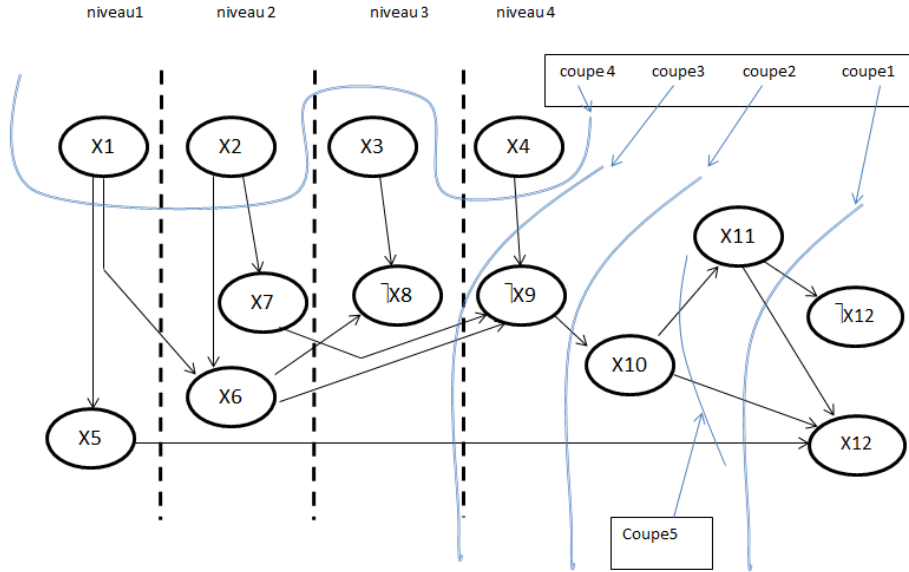 niveau1 niveau 2 niveau 3 niveau 4
coupe 4 coupe3 coupe2 coupe1
X1 X2 X3 X4
X11
X7 ⌉X8 ⌉X9 ⌉X12
X10
X6
X5 X12
Coupe5